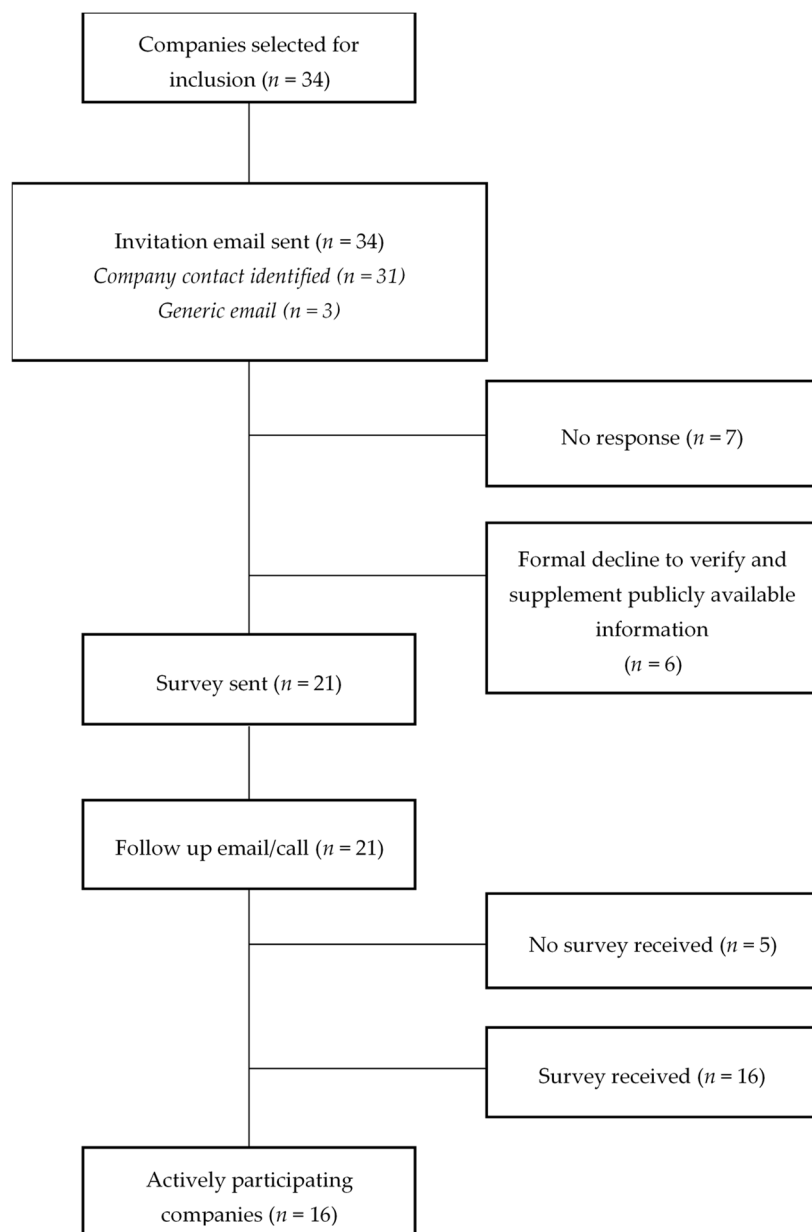 Companies selected for
inclusion (n = 34)
Invitation email sent (n = 34)
Company contact identified (n = 31)
Generic email (n = 3)
No response (n = 7)
Formal decline to verify and
supplement publicly available
information
(n = 6)
Survey sent (n = 21)
Follow up email/call (n = 21)
No survey received (n = 5)
Survey received (n = 16)
Actively participating
companies (n = 16)